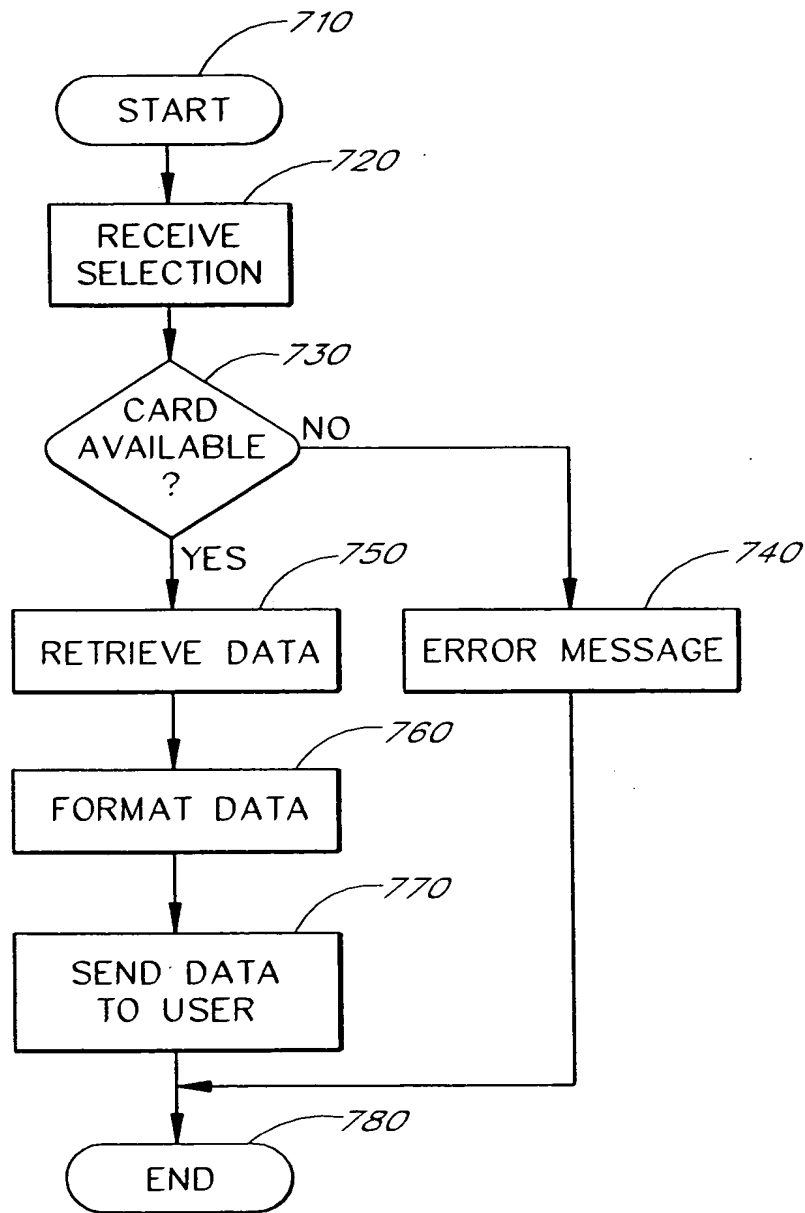 710
START
720
RECEIVE
SELECTION
730
CARD
AVAILABLE
?
NO
YES
750
740
RETRIEVE DATA
ERROR MESSAGE
760
FORMAT DATA
770
SEND DATA
TO USER
780
END